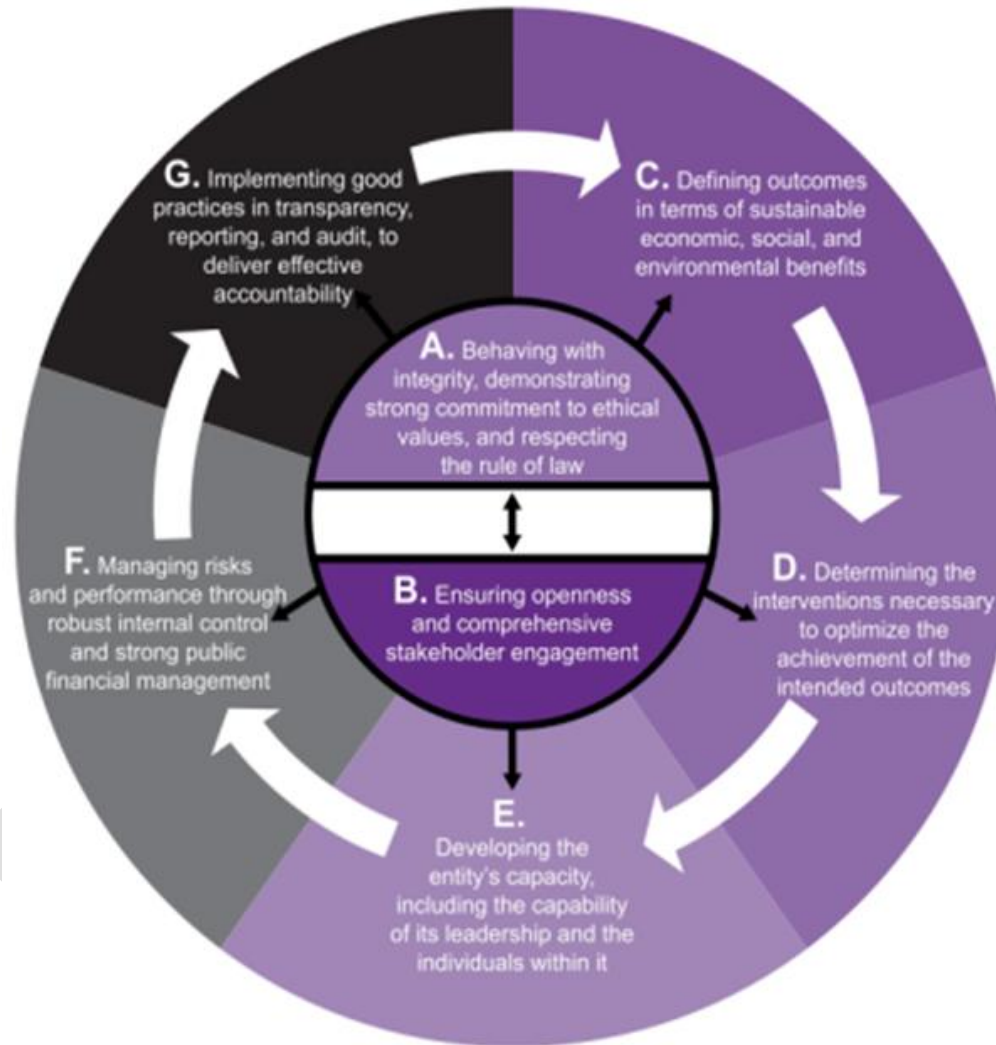 A. Behaving with
integrity, demonstrating
strong commitment to ethical
values, and respecting
the rule of law
B. Ensuring openness
and comprehensive
stakeholder engagement
C. Defining outcomes
in terms of sustainable
economic, social, and
environmental benefits
D. Determining the
interventions necessary
to optimize the
achievement of the
intended outcomes
E.
Developing the
entity's capacity,
including the capability
of its leadership and the
individuals within it
F. Managing risks
and performance through
robust internal control
and strong public
financial management
G. Implementing good
practices in transparency,
reporting, and audit, to
deliver effective
accountability